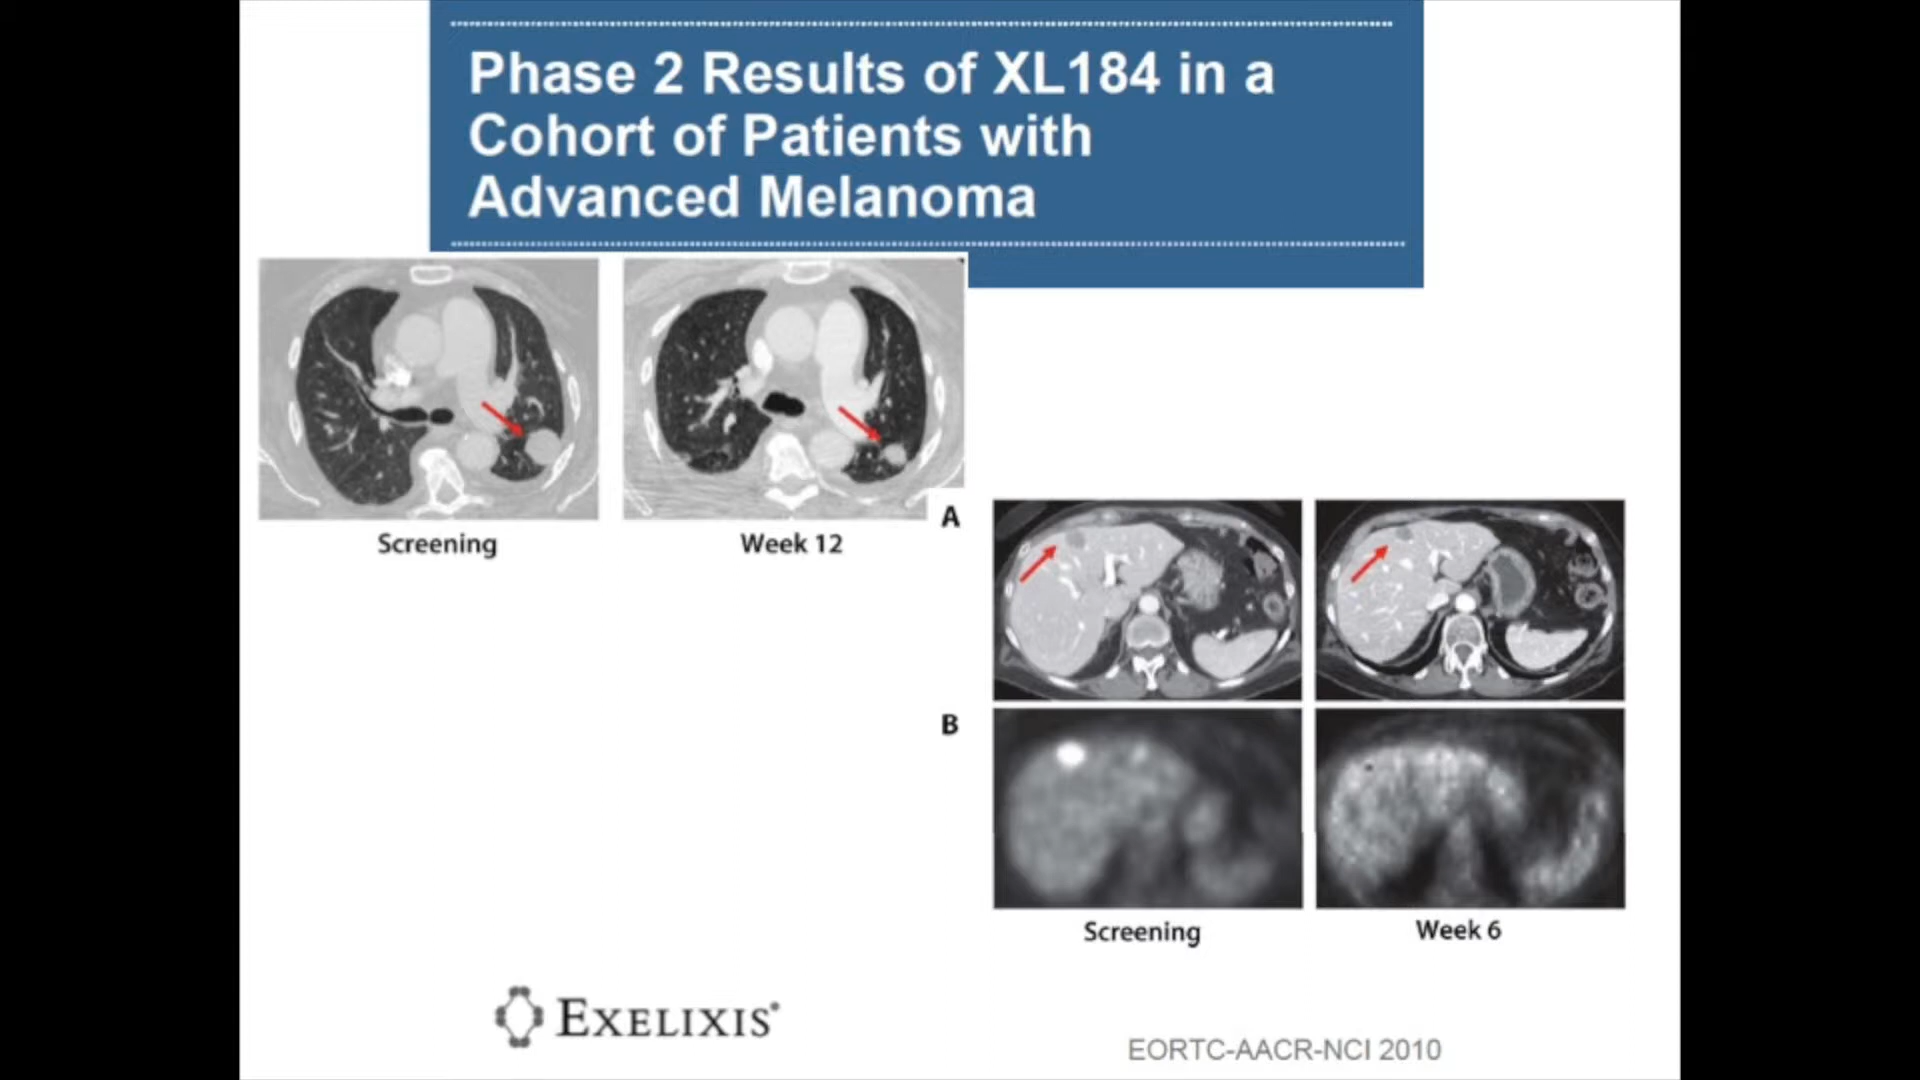 Phase 2 Results of XL184 in a
Cohort of Patients with
Advanced Melanoma
Screening
Week 12
A
B
Screening
Week 6
EXELIXIS®
EORTC-AACR-NCI 2010